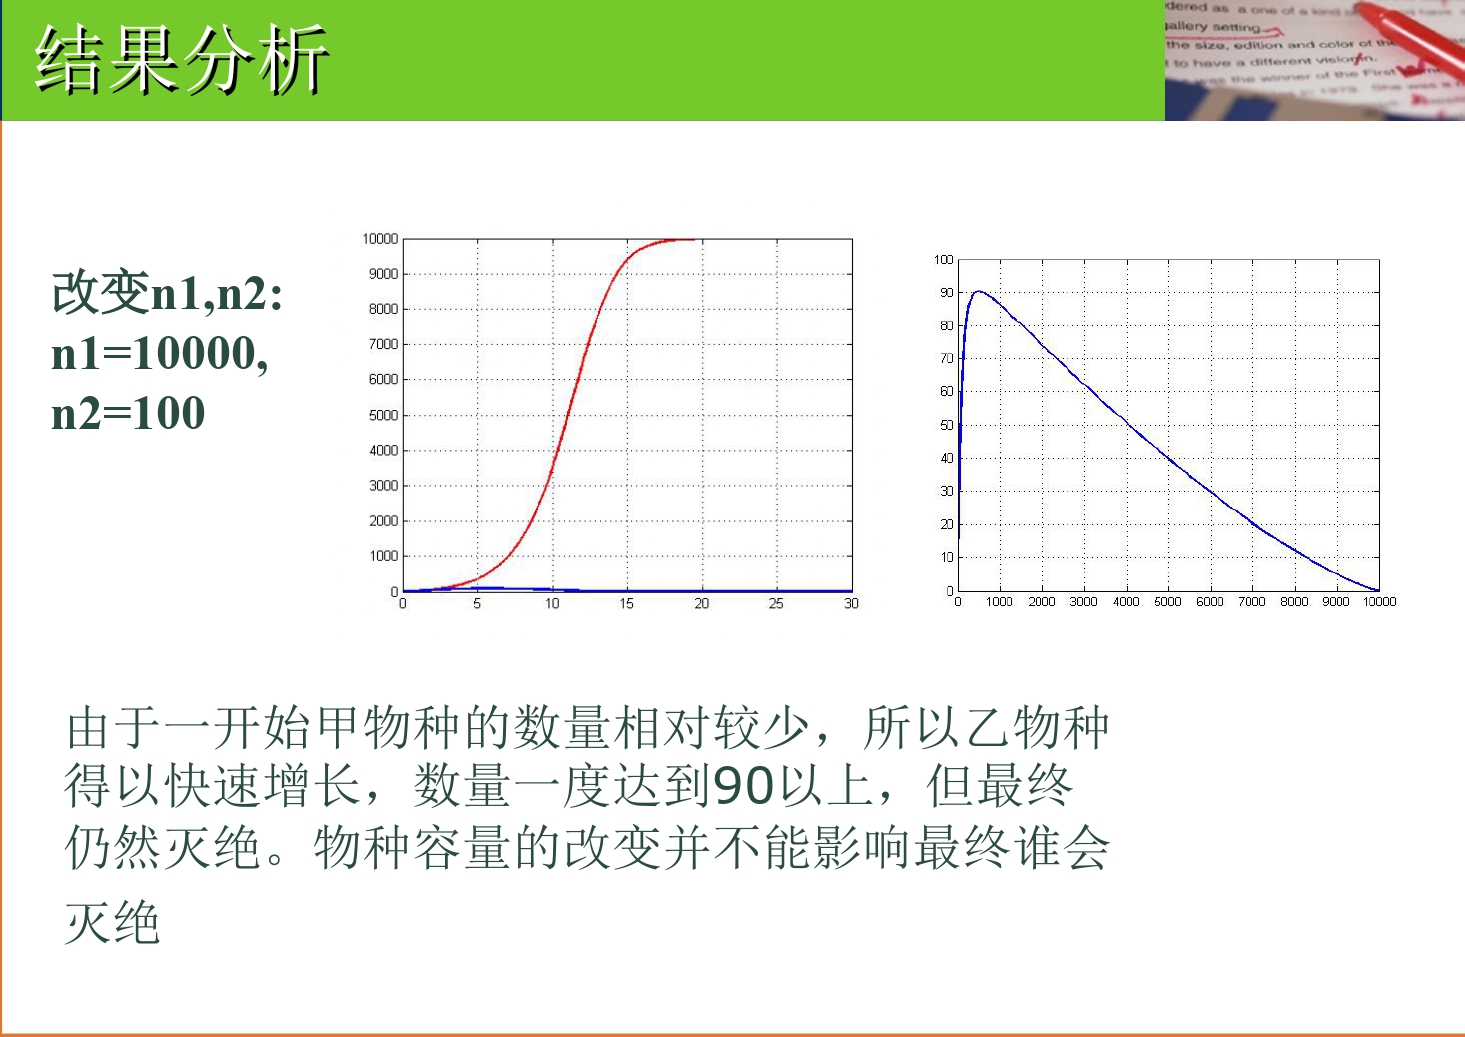 结果分析
dered as a one of a kind
gallery setting
the size, edition and color of the
to have a different vision
was the winner of the First
in 1979. She was a
改变n1,n2:
n1=10000,
n2=100
10000
9000
8000
7000
6000
5000
4000
3000
2000
1000
0
0 5 10 15 20 25 30
100
90
80
70
60
50
40
30
20
10
0
0 1000 2000 3000 4000 5000 6000 7000 8000 9000 10000
由于一开始甲物种的数量相对较少，所以乙物种
得以快速增长，数量一度达到90以上，但最终
仍然灭绝。物种容量的改变并不能影响最终谁会
灭绝